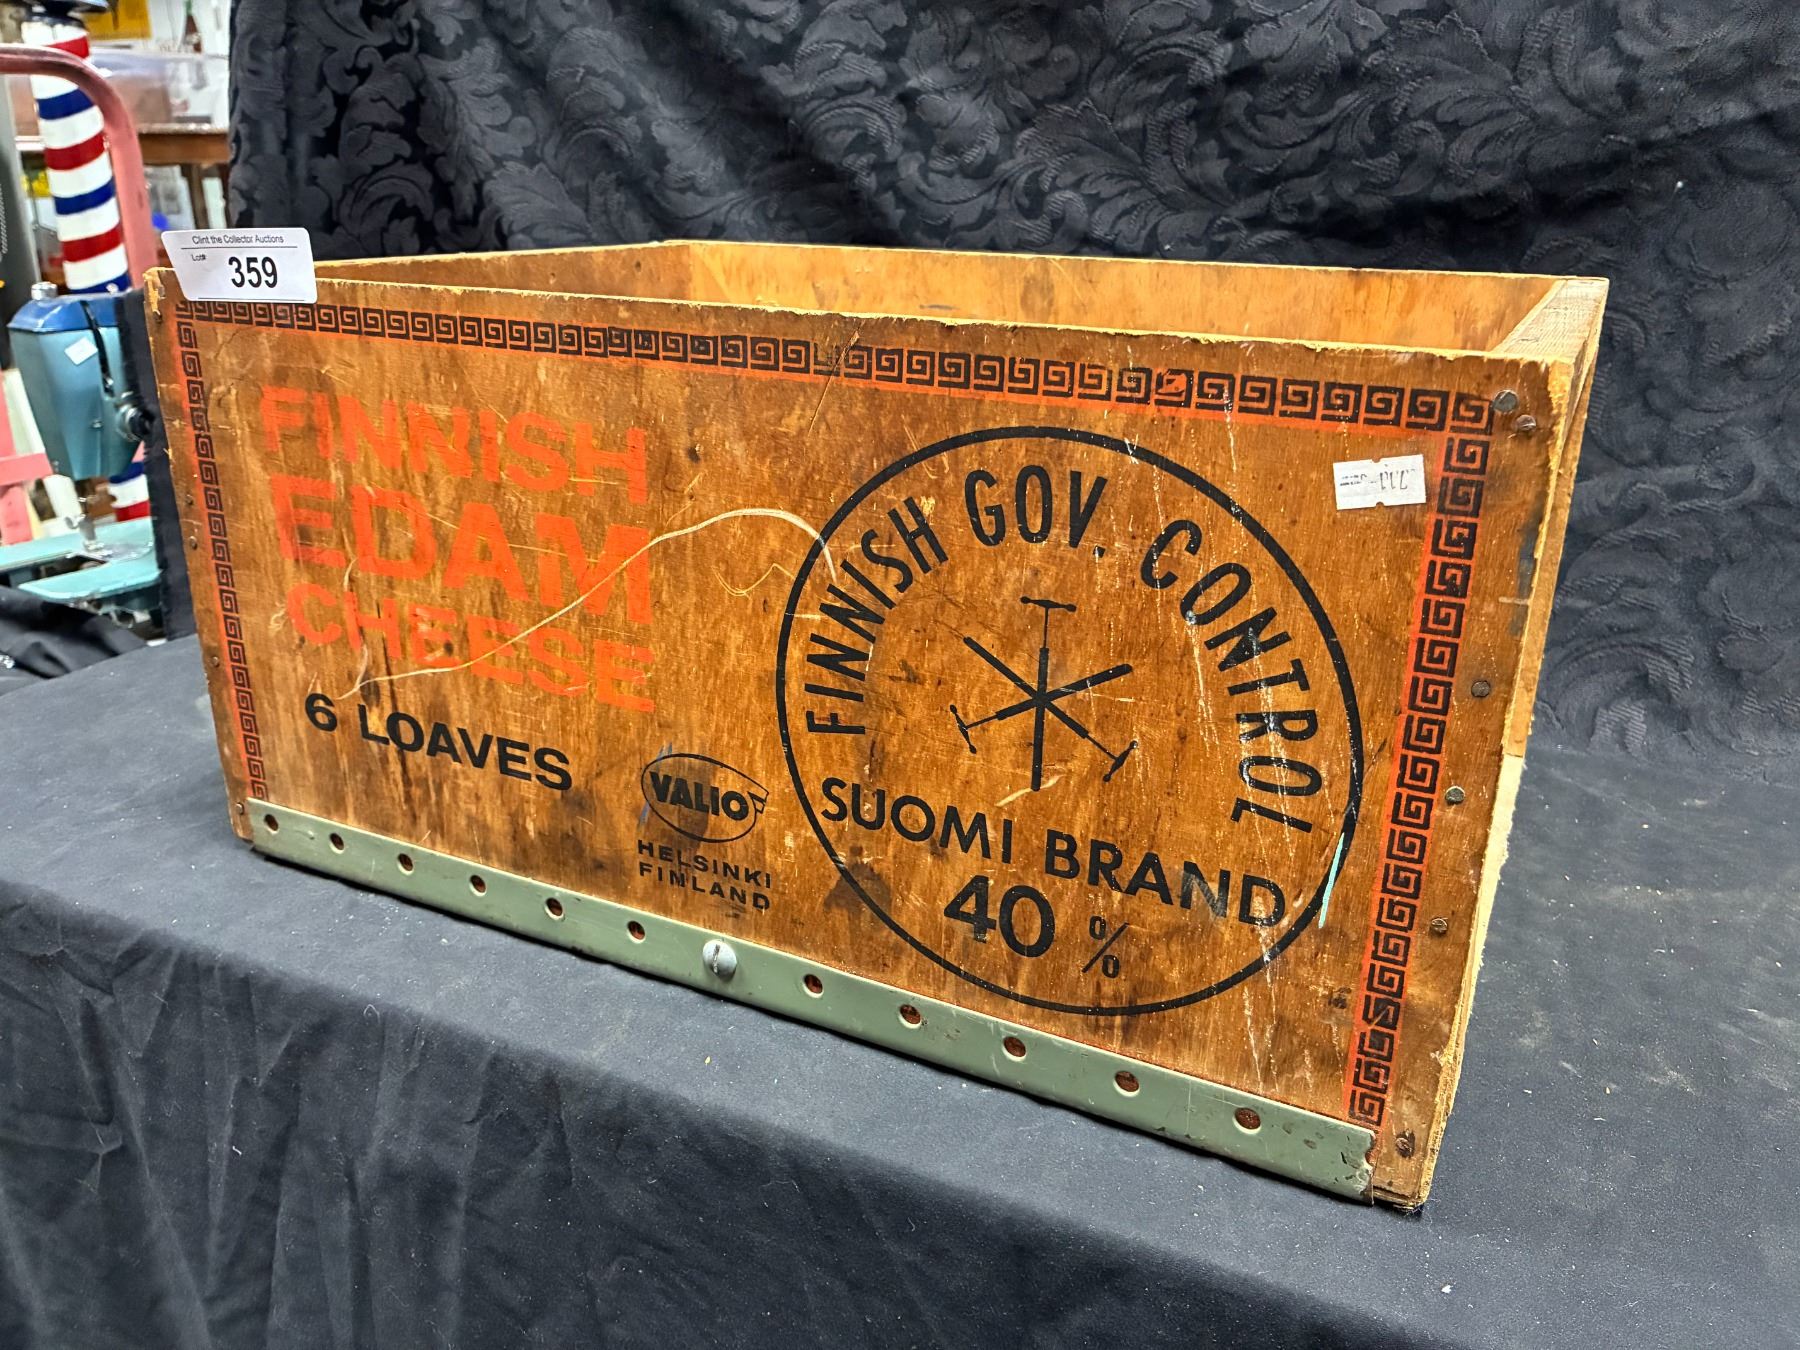 Clint the Collector Auctions
Lot#
359
FINNISH
EDAM
CHEESE
6 LOAVES
VALIO
HELSINKI
FINLAND
FINNISH GOV. CONTROL
SUOMI BRAND
40 %